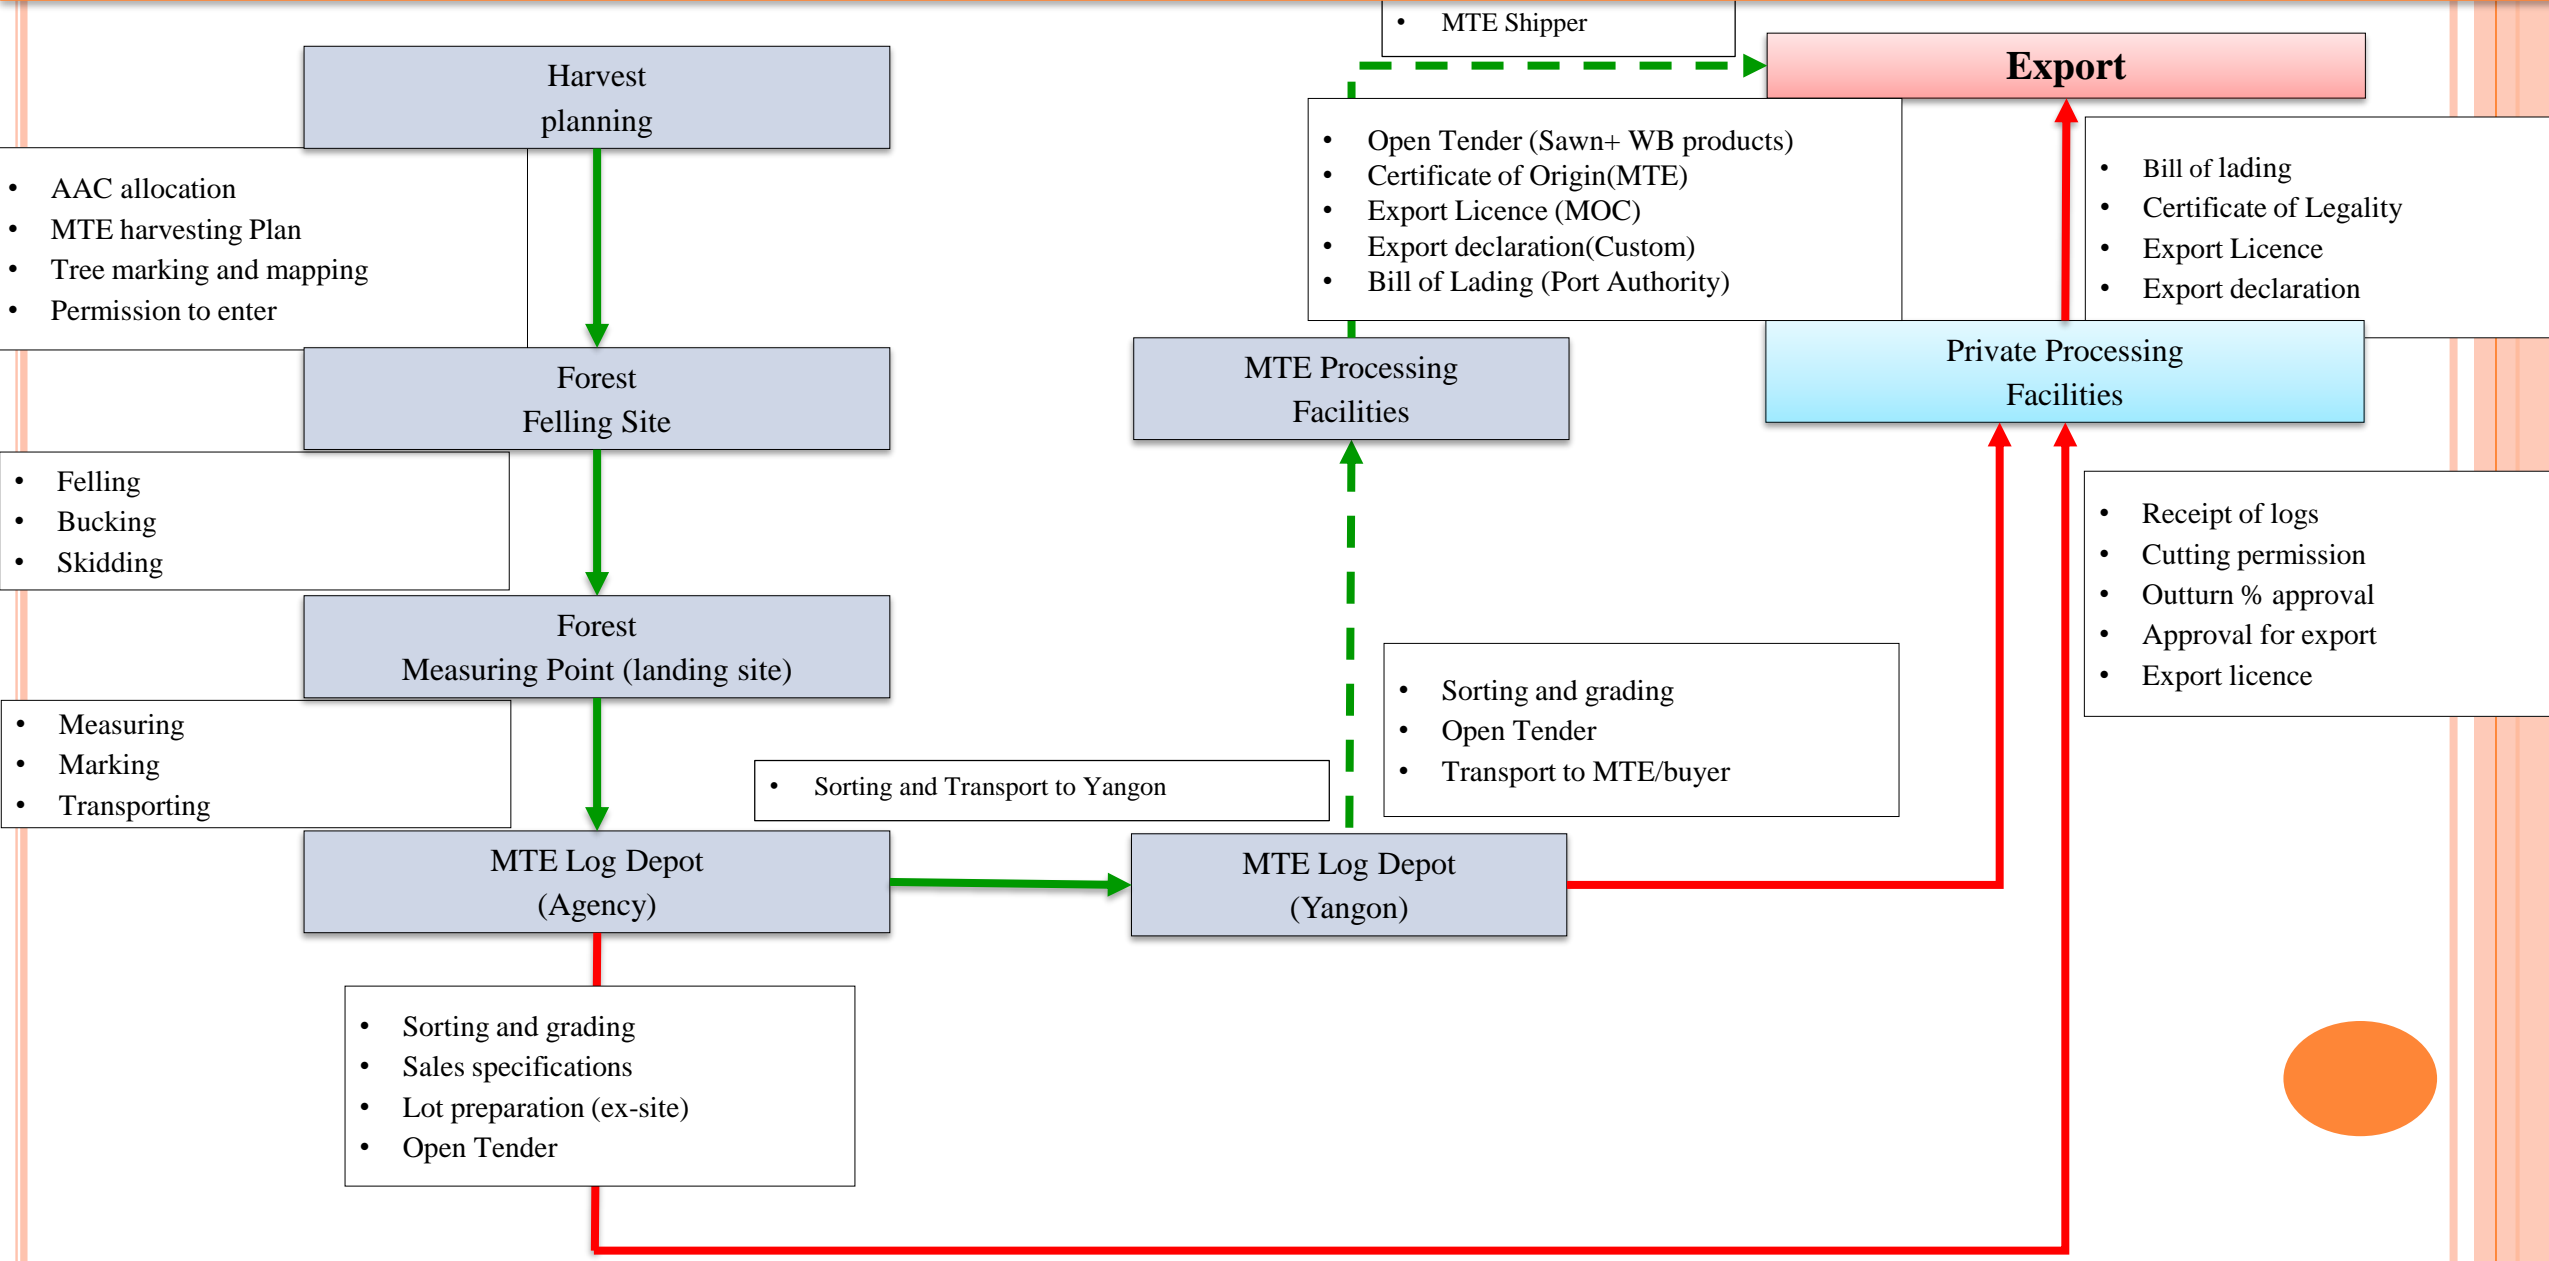 • MTE Shipper
Harvest
planning
Export
• AAC allocation
• MTE harvesting Plan
• Tree marking and mapping
• Permission to enter
• Open Tender (Sawn+ WB products)
• Certificate of Origin(MTE)
• Export Licence (MOC)
• Export declaration(Custom)
• Bill of Lading (Port Authority)
• Bill of lading
• Certificate of Legality
• Export Licence
• Export declaration
Forest
Felling Site
MTE Processing
Facilities
Private Processing
Facilities
• Felling
• Bucking
• Skidding
• Receipt of logs
• Cutting permission
• Outturn % approval
• Approval for export
• Export licence
Forest
Measuring Point (landing site)
• Measuring
• Marking
• Transporting
• Sorting and Transport to Yangon
• Sorting and grading
• Open Tender
• Transport to MTE/buyer
MTE Log Depot
(Agency)
MTE Log Depot
(Yangon)
• Sorting and grading
• Sales specifications
• Lot preparation (ex-site)
• Open Tender